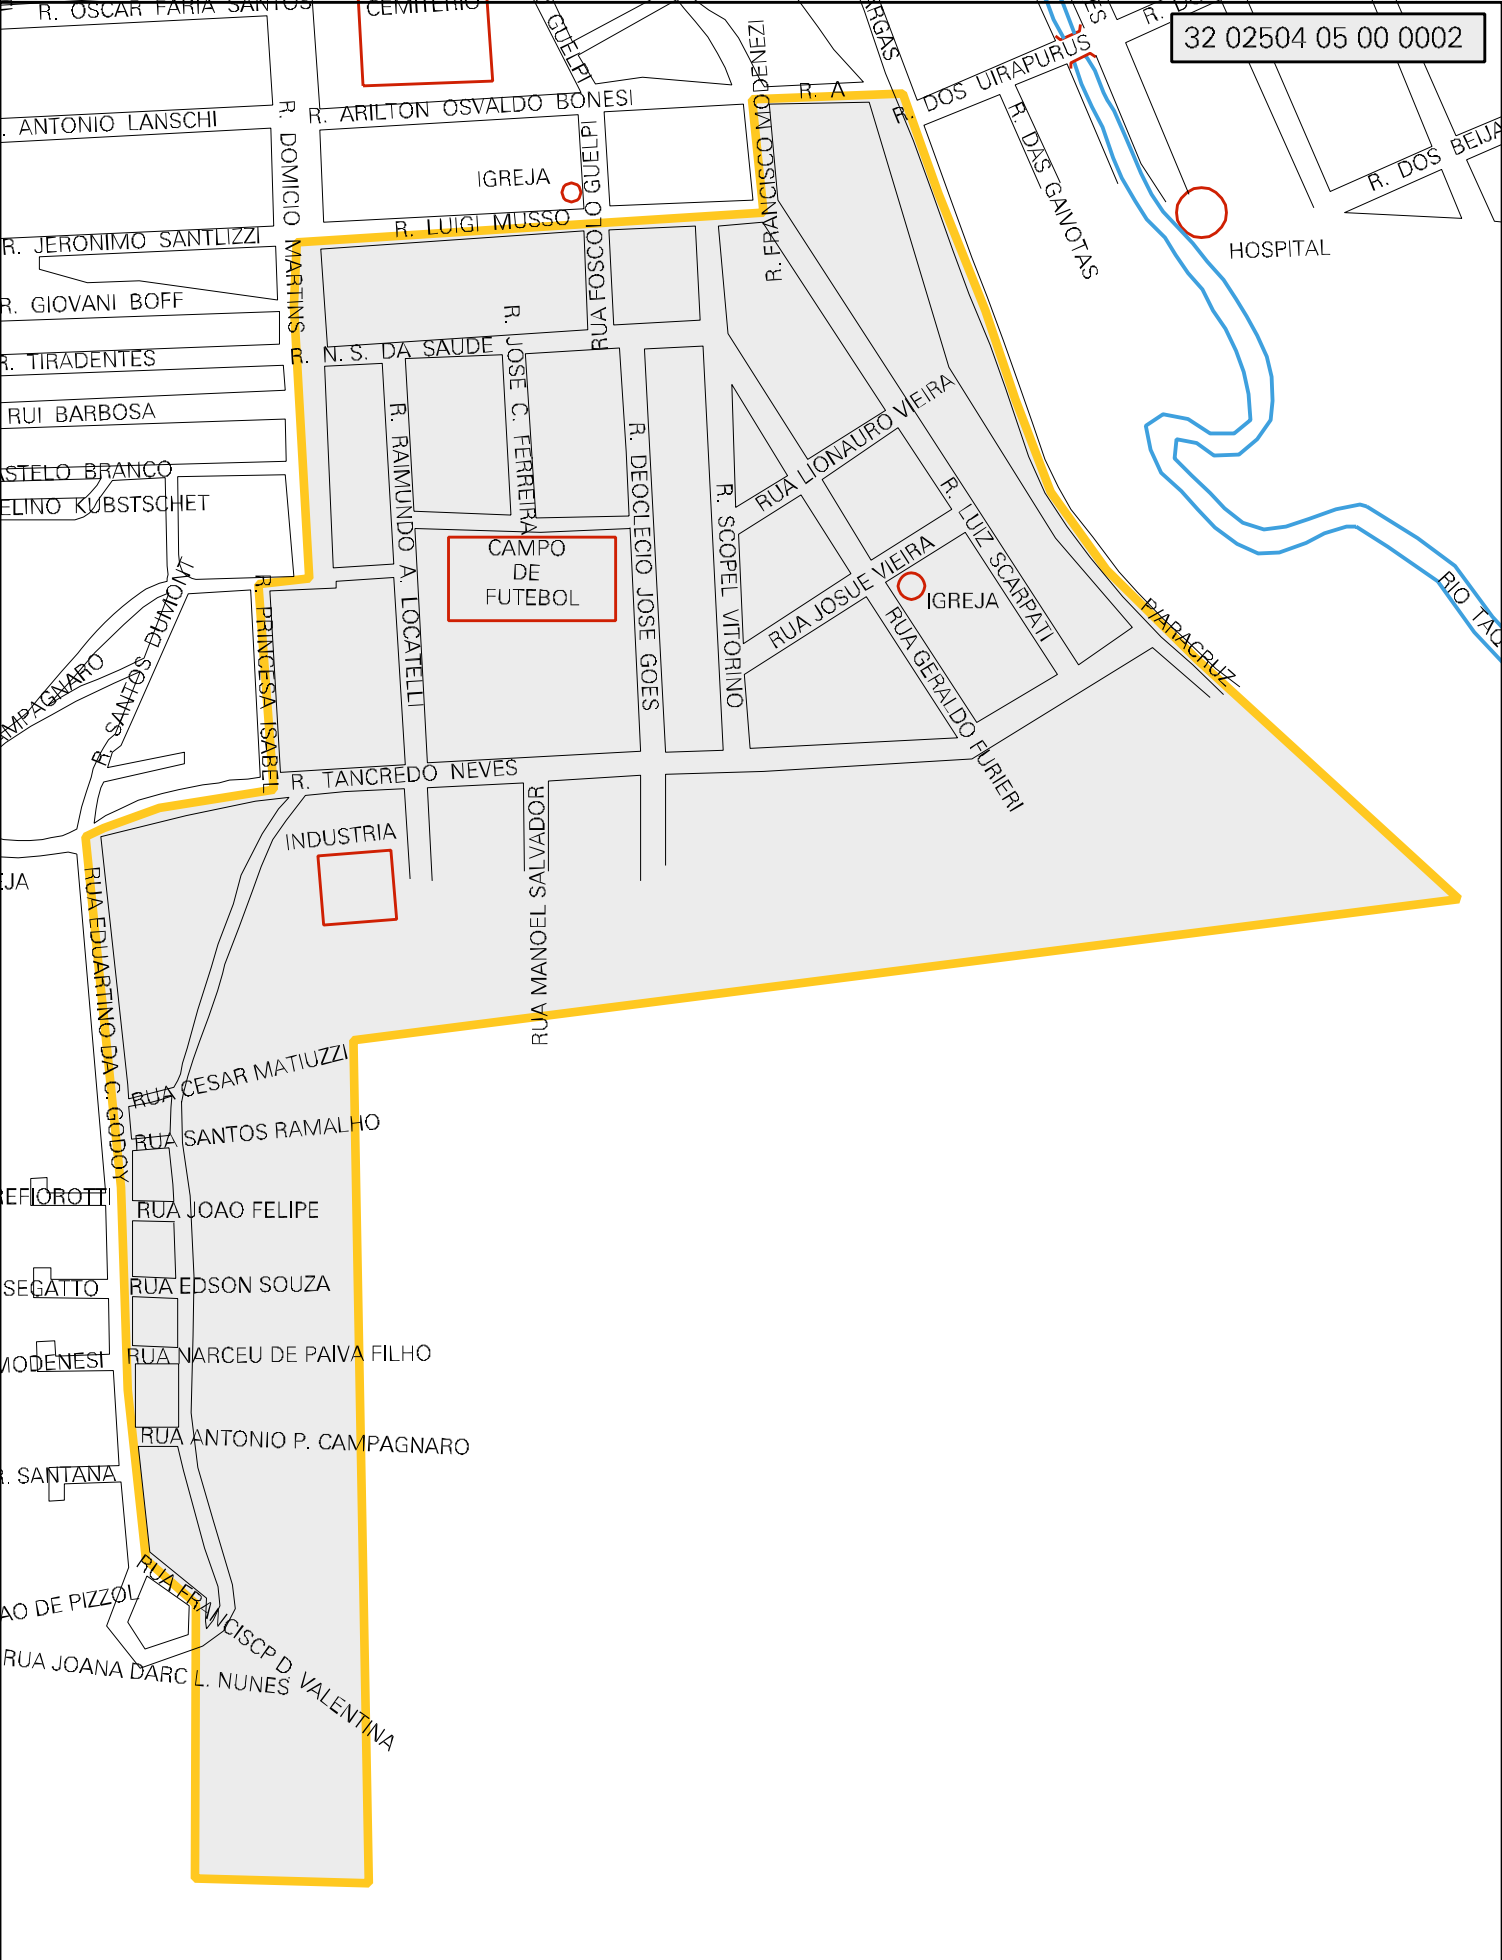 R. OSCAR FARIA SANTOS
CEMITERIO
GUELPI
32 02504 05 00 0002
R. DOS UIRAPURUS
R. A
R. ARILTON OSVALDO BONESI
ANTONIO LANSCHI
R. DOMICIO MARTINS
IGREJA
RUA FOSCOLO GUELPI
R. FRANCISCO MODENEZI
R. DAS GAIVOTAS
R. DOS BEIJA
HOSPITAL
R. LUIGI MUSSO
R. JERONIMO SANTLIZZI
R. GIOVANI BOFF
R. TIRADENTES
RUI BARBOSA
R. N. S. DA SAUDE
R. JOSE C. FERREIRA
R. RAIMUNDO A. LOCATELLI
R. DEOCLECIO JOSE GOES
R. SCOPEL VITORINO
RUA LIONAURO VIEIRA
R. LUIZ SCARPATI
RUA JOSUE VIEIRA
IGREJA
RUA GERALDO FURIERI
CAMPO
DE
FUTEBOL
ASTELO BRANCO
ELINO KUBSTSCHET
R. SANTOS DUMONT
AMPAGNARO
R. PRINCESA ISABEL
P/ARACRUZ
RIO TAQ
R. TANCREDO NEVES
INDUSTRIA
RUA MANOEL SALVADOR
EJA
RUA EDUARTINO DA C. GODOY
RUA CESAR MATIUZZI
RUA SANTOS RAMALHO
EFIOROTTI
RUA JOAO FELIPE
SEGATTO
RUA EDSON SOUZA
MODENESI
RUA NARCEU DE PAIVA FILHO
RUA ANTONIO P. CAMPAGNARO
R. SANTANA
AO DE PIZZOL
RUA FRANCISCP D. VALENTINA
RUA JOANA DARC L. NUNES